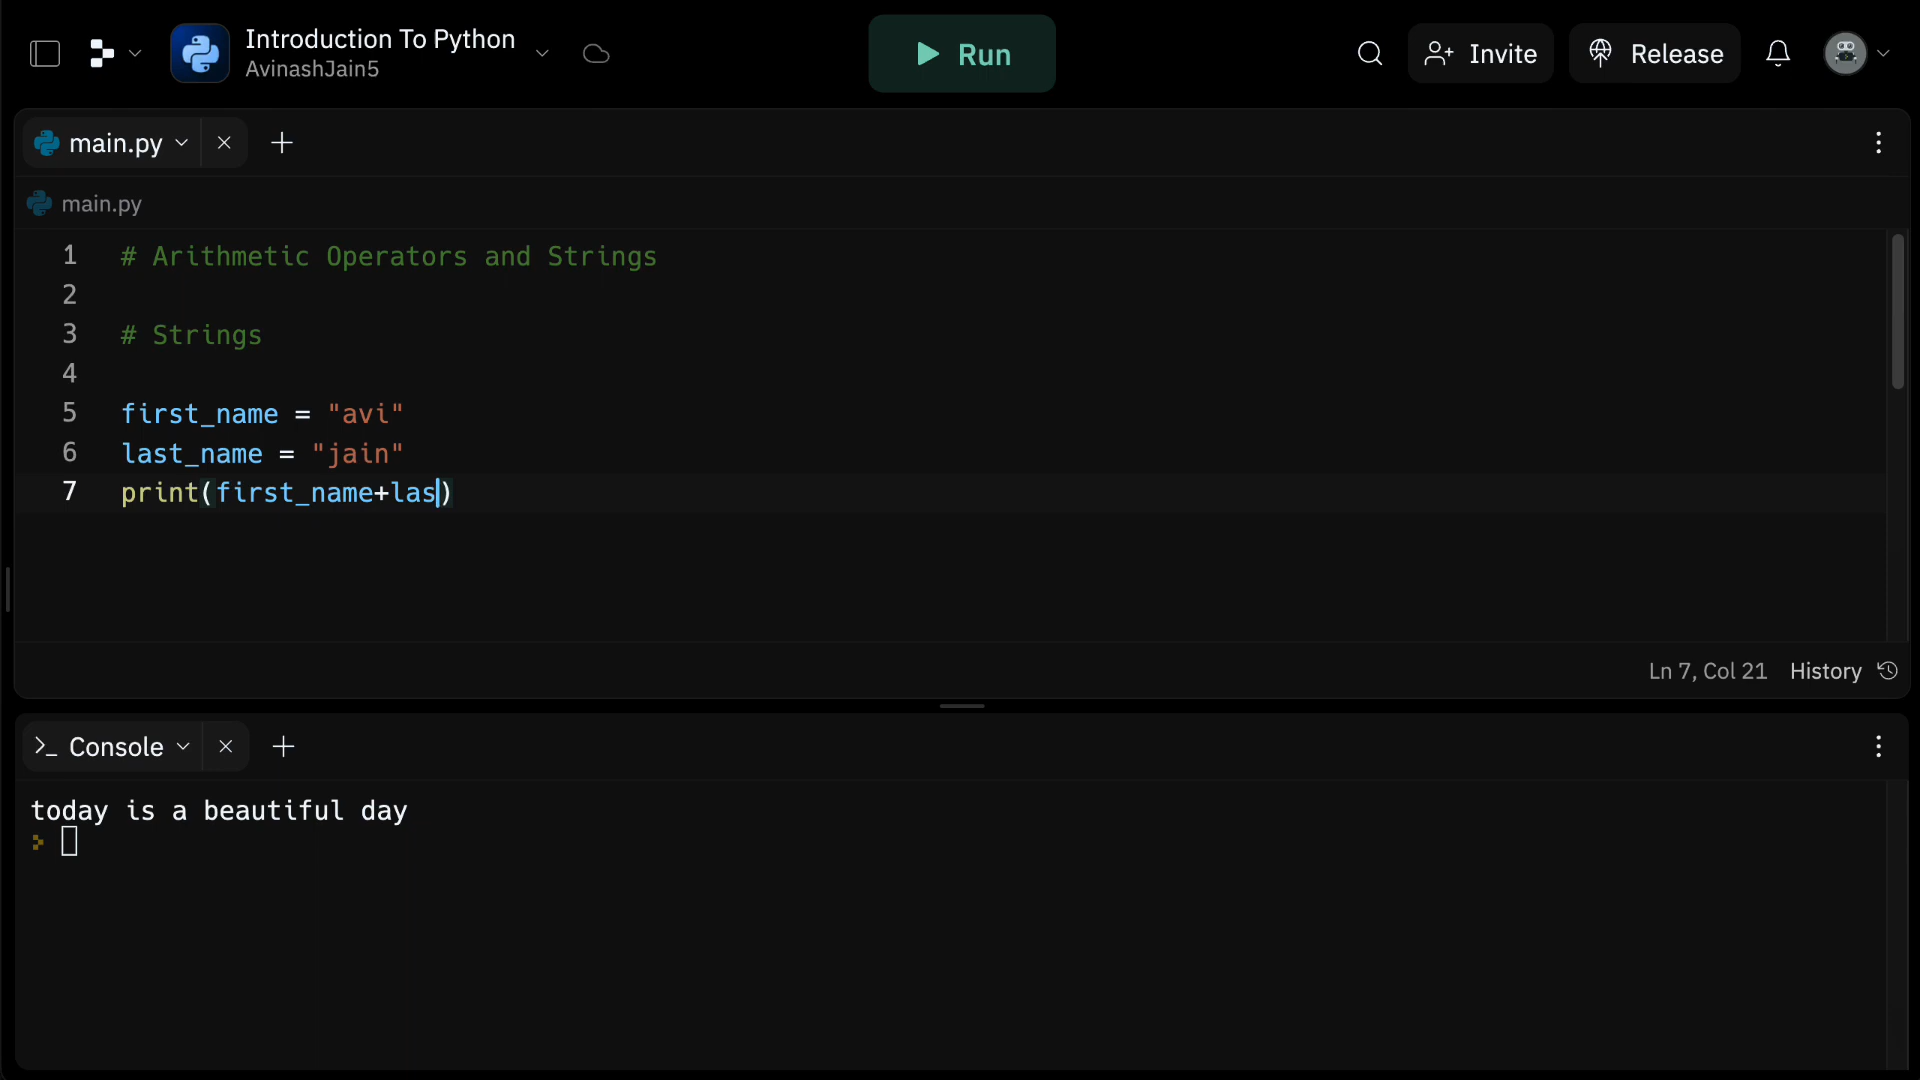 Introduction To Python
AvinashJain5
Run
Invite
Release
main.py
main.py
1 # Arithmetic Operators and Strings
2
3 # Strings
4
5 first_name = "avi"
6 last_name = "jain"
7 print(first_name+las)
Ln 7, Col 21 History
>_ Console
today is a beautiful day